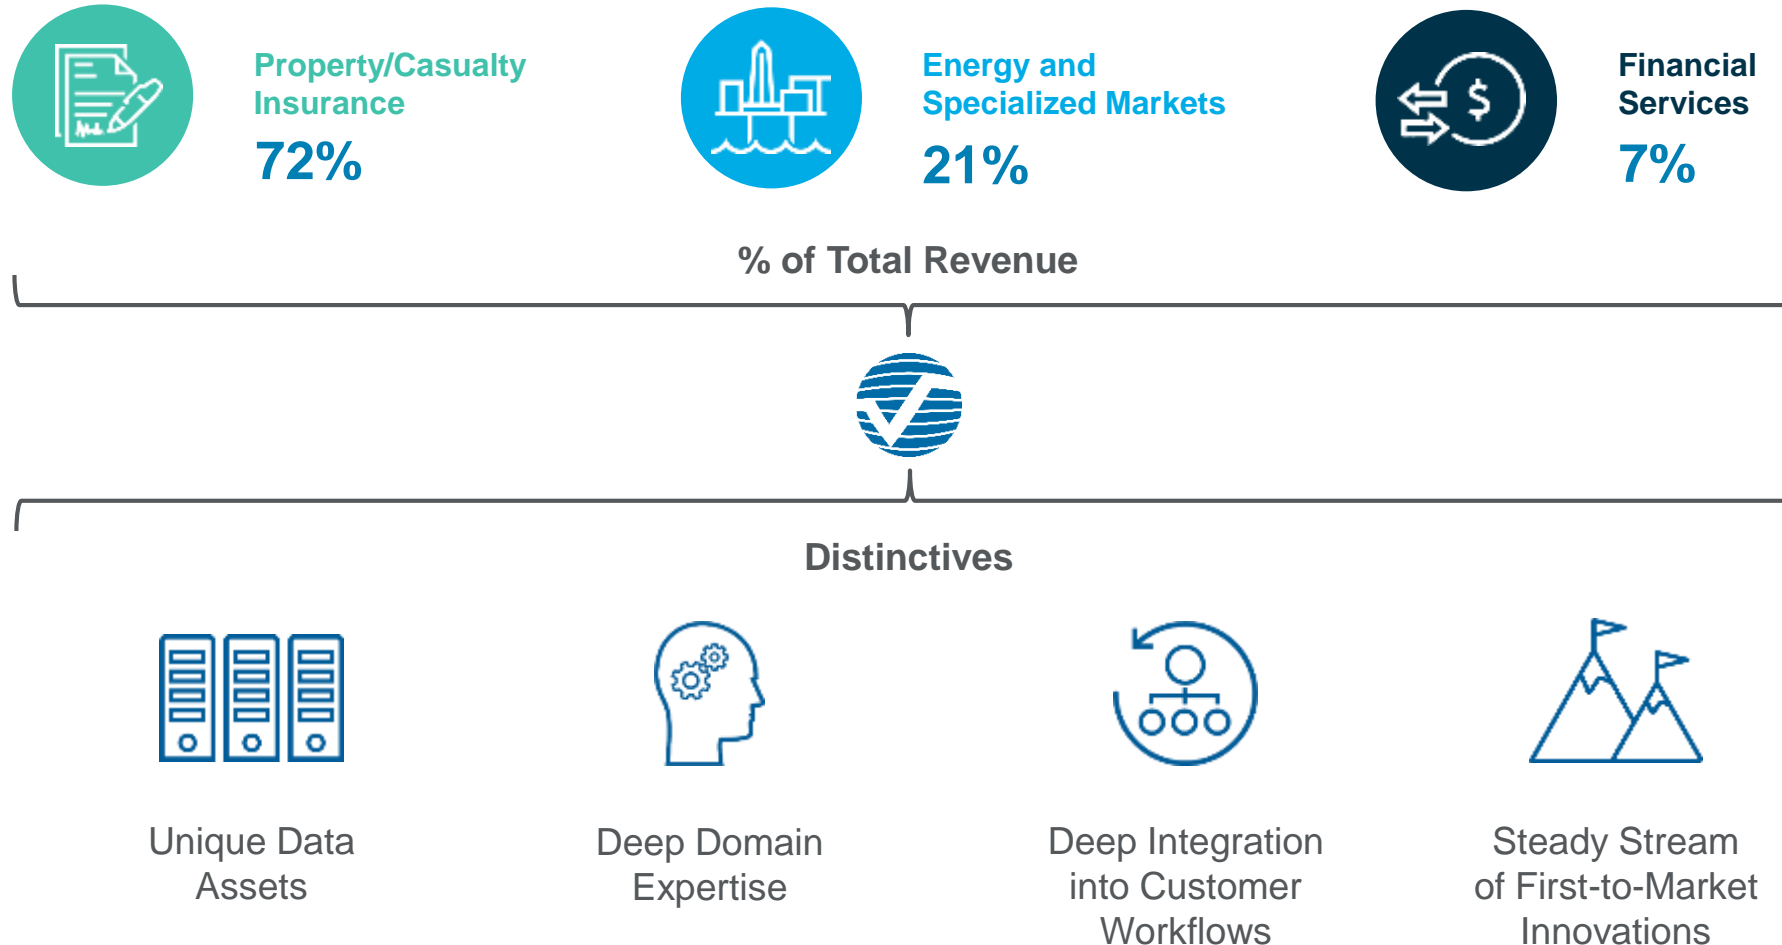 Property/Casualty
Insurance
72%
Energy and
Specialized Markets
21%
Financial
Services
7%
$
% of Total Revenue
Distinctives
Unique Data
Assets
Deep Domain
Expertise
Deep Integration
into Customer
Workflows
Steady Stream
of First-to-Market
Innovations